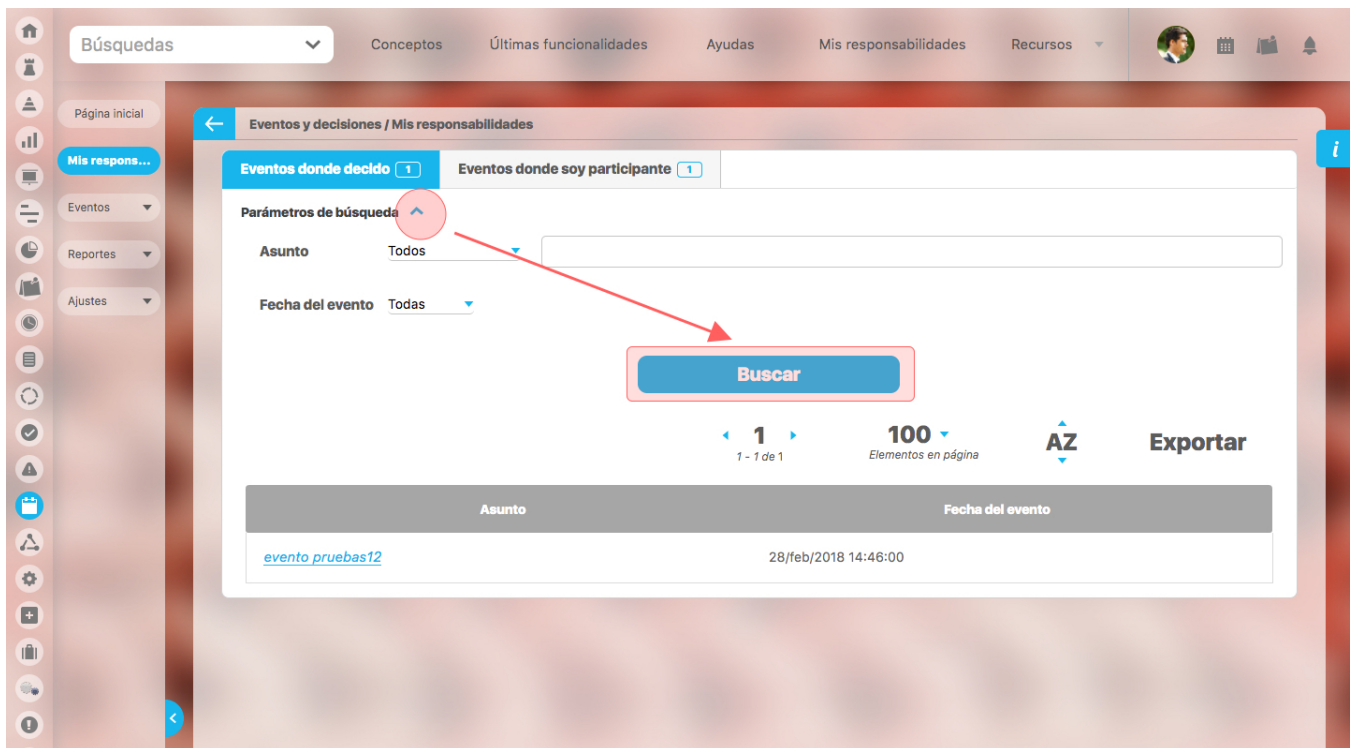 Búsquedas
Conceptos
Últimas funcionalidades
Ayudas
Mis responsabilidades
Recursos
Página inicial
Mis respons...
Eventos
Reportes
Ajustes
Eventos y decisiones / Mis responsabilidades
i
Eventos donde decido 1
Eventos donde soy participante 1
Parámetros de búsqueda
Asunto Todos
Fecha del evento Todas
Buscar
1
1 - 1 de 1
100
Elementos en página
AZ
Exportar
Asunto Fecha del evento
evento pruebas12 28/feb/2018 14:46:00